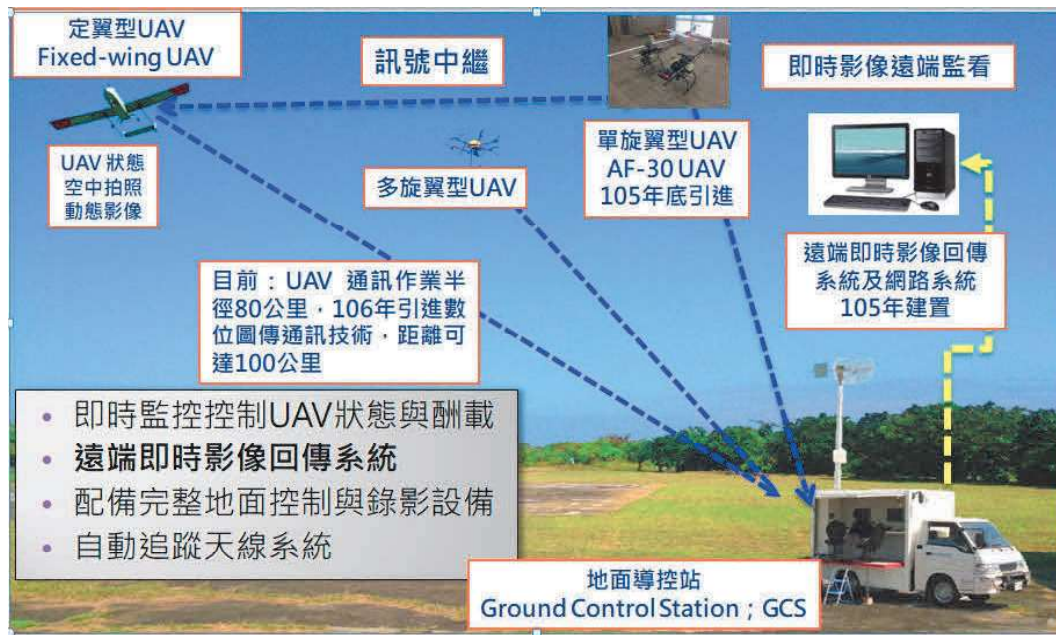 定翼型UAV
Fixed-wing UAV
訊號中繼
即時影像遠端監看
UAV 狀態
空中拍照
動態影像
多旋翼型UAV
單旋翼型UAV
AF-30 UAV
105年底引進
遠端即時影像回傳
系統及網路系統
105年建置
目前：UAV 通訊作業半
徑80公里，106年引進數
位圖傳通訊技術，距離可
達100公里
• 即時監控控制UAV狀態與酬載
• 遠端即時影像回傳系統
• 配備完整地面控制與錄影設備
• 自動追蹤天線系統
地面導控站
Ground Control Station；GCS